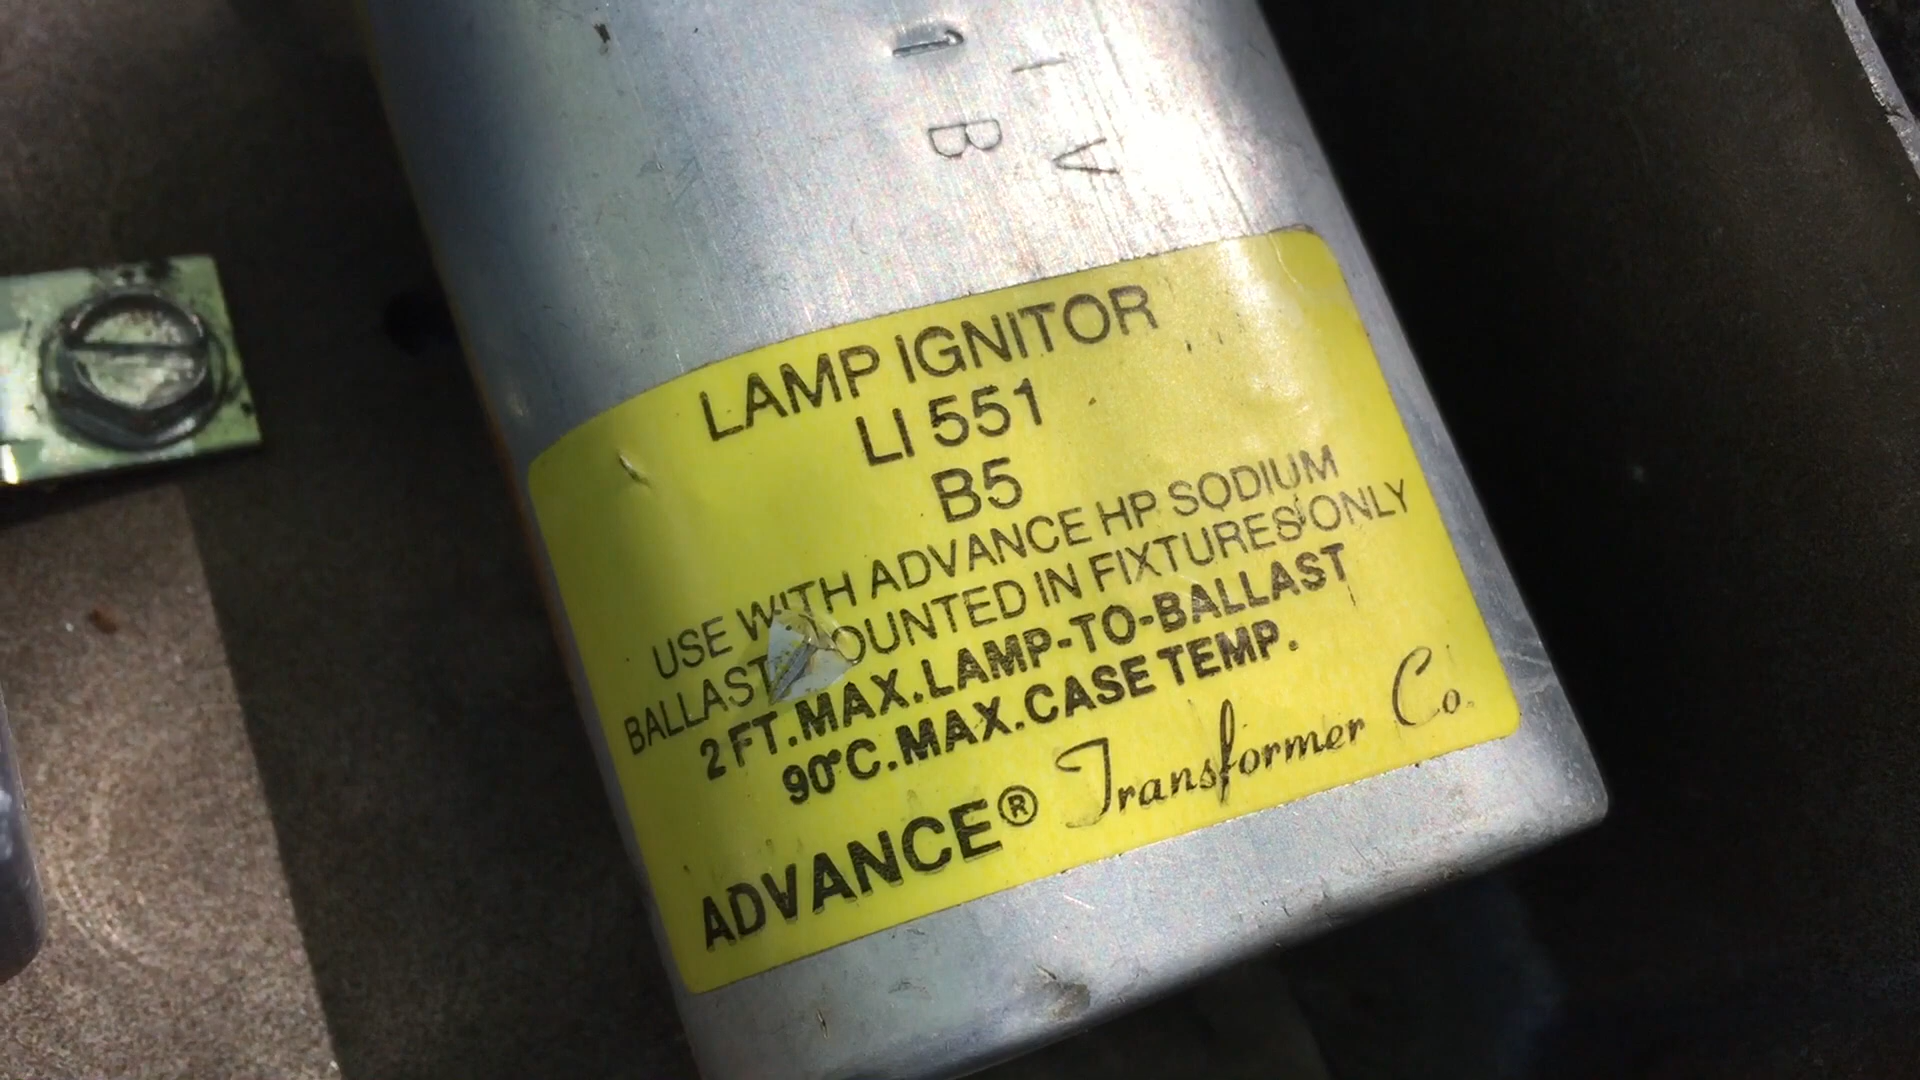 1 I
B V
LAMP IGNITOR
LI 551
B5
USE WITH ADVANCE HP SODIUM
BALLAST MOUNTED IN FIXTURES ONLY
2 FT. MAX. LAMP-TO-BALLAST
90°C. MAX. CASE TEMP.
ADVANCE® Transformer Co.